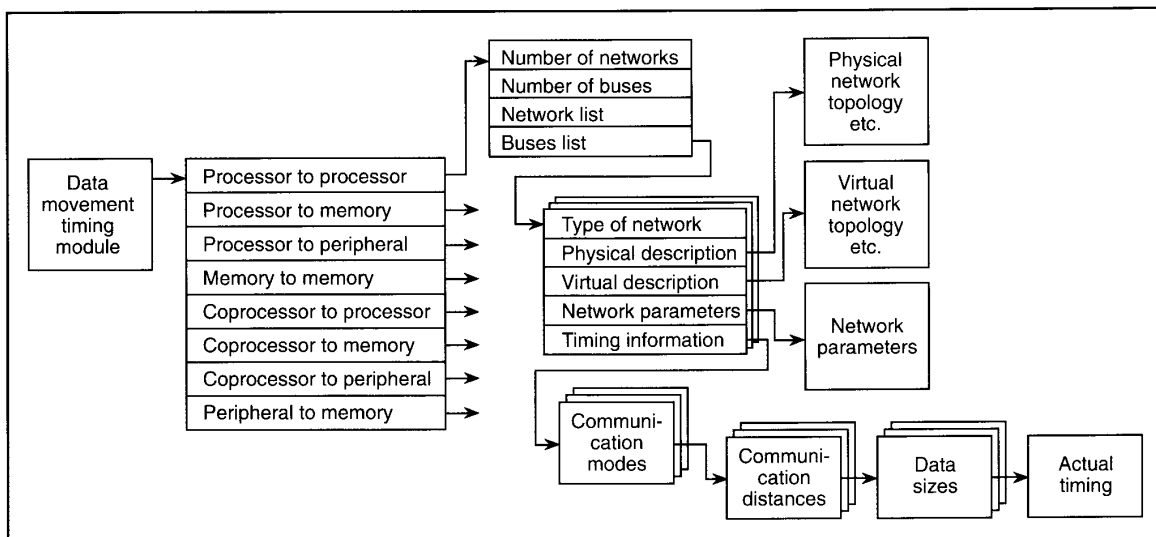 Data
movement
timing
module
Processor to processor
Processor to memory
Processor to peripheral
Memory to memory
Coprocessor to processor
Coprocessor to memory
Coprocessor to peripheral
Peripheral to memory
Number of networks
Number of buses
Network list
Buses list
Type of network
Physical description
Virtual description
Network parameters
Timing information
Physical
network
topology
etc.
Virtual
network
topology
etc.
Network
parameters
Communi-
cation
modes
Communi-
cation
distances
Data
sizes
Actual
timing